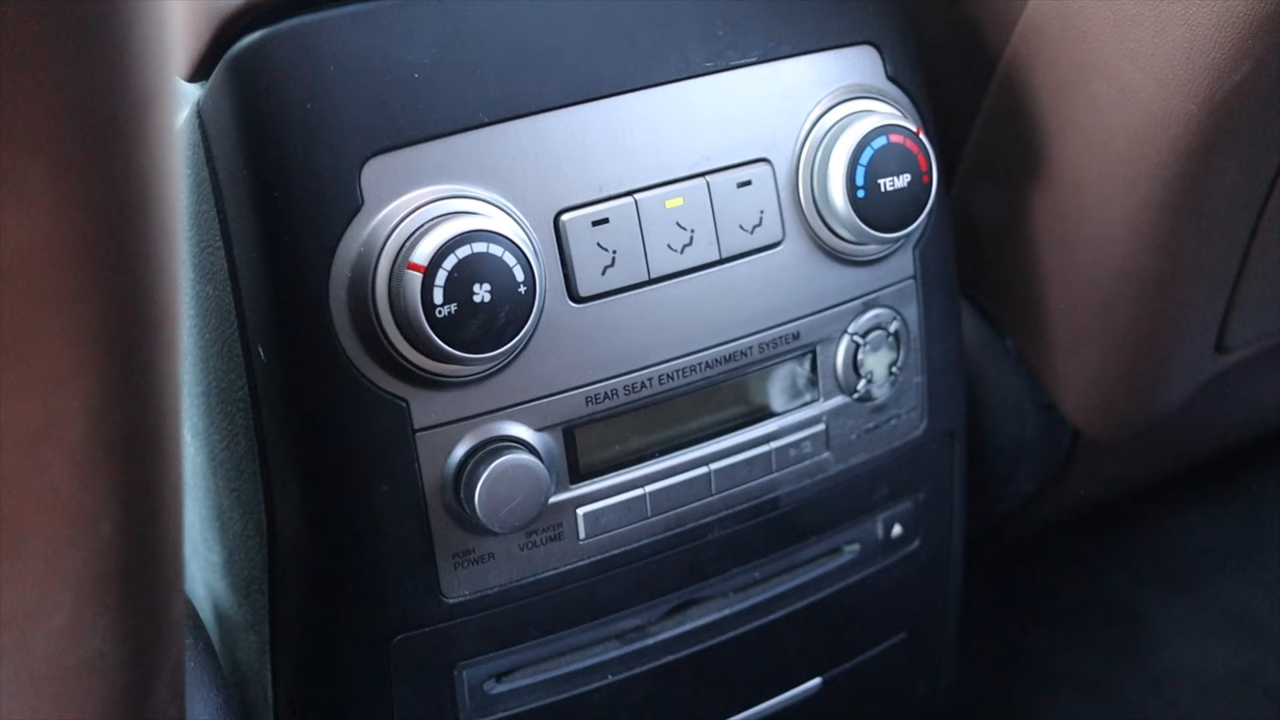 OFF
+
TEMP
REAR SEAT ENTERTAINMENT SYSTEM
PUSH
POWER
SPEAKER
VOLUME